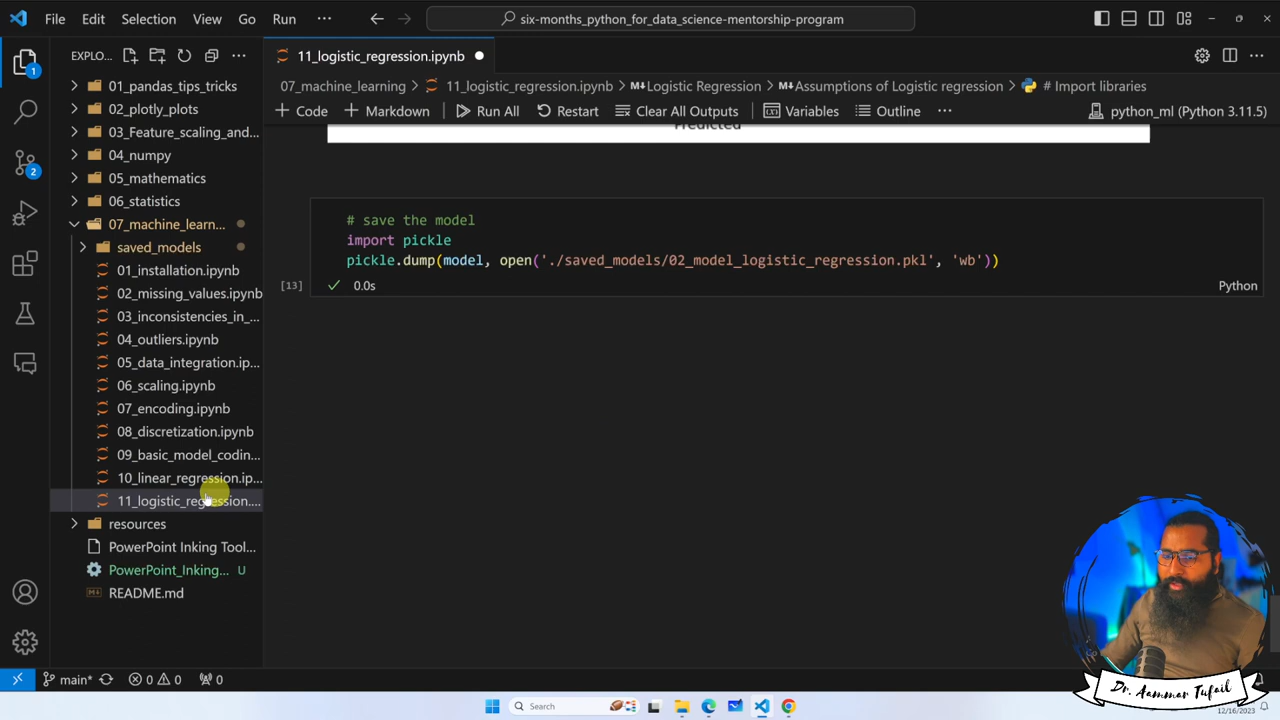 File Edit Selection View Go Run ...
six-months_python_for_data_science-mentorship-program
EXPLO... ...
11_logistic_regression.ipynb
07_machine_learning > 11_logistic_regression.ipynb > Logistic Regression > Assumptions of Logistic regression > # Import libraries
Code Markdown Run All Restart Clear All Outputs Variables Outline ... python_ml (Python 3.11.5)
1
2
01_pandas_tips_tricks
02_plotly_plots
03_Feature_scaling_and...
04_numpy
05_mathematics
06_statistics
07_machine_learn...
saved_models
01_installation.ipynb
02_missing_values.ipynb
03_inconsistencies_in_...
04_outliers.ipynb
05_data_integration.ip...
06_scaling.ipynb
07_encoding.ipynb
08_discretization.ipynb
09_basic_model_codin...
10_linear_regression.ip...
11_logistic_regression....
resources
PowerPoint Inking Tool...
PowerPoint_Inking... U
README.md
Predicted
# save the model
import pickle
pickle.dump(model, open('./saved_models/02_model_logistic_regression.pkl', 'wb'))
[13] 0.0s Python
main* 0 0 0
Dr. Aammar Tufail
Search
12/16/2023